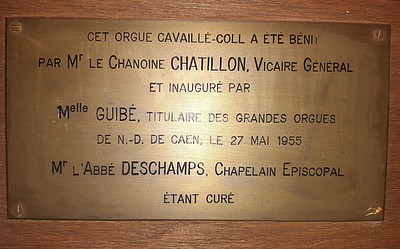 CET ORGUE CAVAILLÉ-COLL A ÉTÉ BÉNIT
PAR Mr LE CHANOINE CHATILLON, VICAIRE GÉNÉRAL
ET INAUGURÉ PAR
Melle GUIBÉ, TITULAIRE DES GRANDES ORGUES
DE N.-D. DE CAEN, LE 27 MAI 1955
Mr L'ABBÉ DESCHAMPS, CHAPELAIN EPISCOPAL
ÉTANT CURÉ